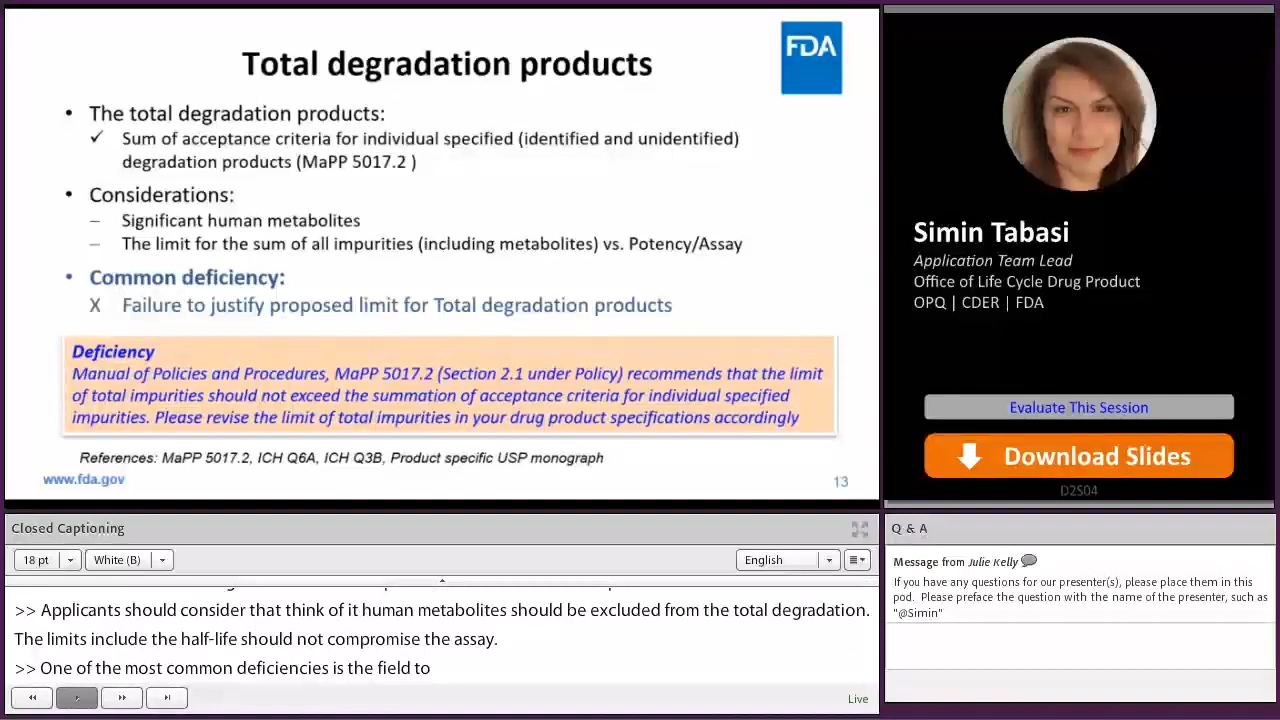 Total degradation products
FDA
• The total degradation products:
✓ Sum of acceptance criteria for individual specified (identified and unidentified)
degradation products (MaPP 5017.2 )
• Considerations:
– Significant human metabolites
– The limit for the sum of all impurities (including metabolites) vs. Potency/Assay
• Common deficiency:
X Failure to justify proposed limit for Total degradation products
Deficiency
Manual of Policies and Procedures, MaPP 5017.2 (Section 2.1 under Policy) recommends that the limit
of total impurities should not exceed the summation of acceptance criteria for individual specified
impurities. Please revise the limit of total impurities in your drug product specifications accordingly
References: MaPP 5017.2, ICH Q6A, ICH Q3B, Product specific USP monograph
www.fda.gov
13
Simin Tabasi
Application Team Lead
Office of Life Cycle Drug Product
OPQ | CDER | FDA
Evaluate This Session
Download Slides
D2S04
Closed Captioning
18 pt
White (B)
English
>> Applicants should consider that think of it human metabolites should be excluded from the total degradation.
The limits include the half-life should not compromise the assay.
>> One of the most common deficiencies is the field to
Live
Q & A
Message from Julie Kelly
If you have any questions for our presenter(s), please place them in this
pod. Please preface the question with the name of the presenter, such as
"@Simin"